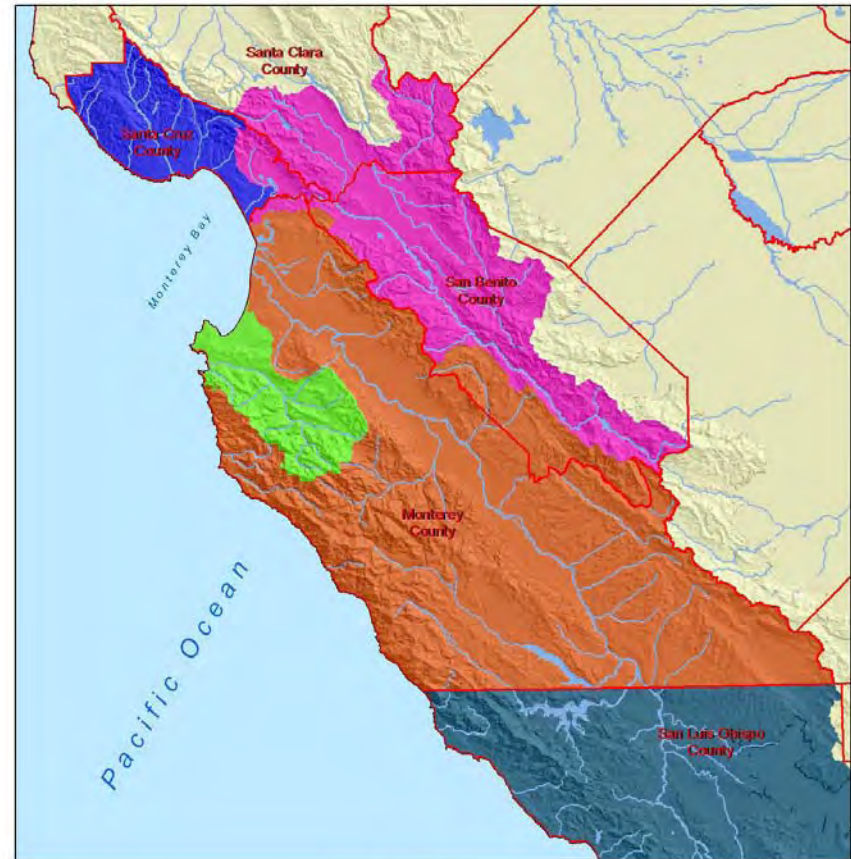 Santa Clara
County
Santa Cruz
County
Monterey Bay
San Benito
County
Monterey
County
Pacific Ocean
San Luis Obispo
County